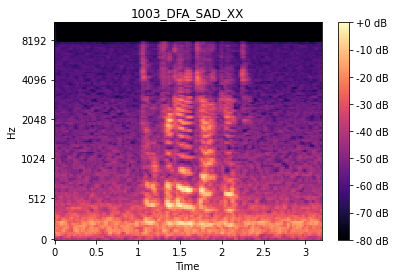 1003_DFA_SAD_XX
+0 dB
8192
-10 dB
4096
-20 dB
-30 dB
2048
-40 dB
Hz
1024
-50 dB
512
-60 dB
-70 dB
0
-80 dB
0 0.5 1 1.5 2 2.5 3
Time